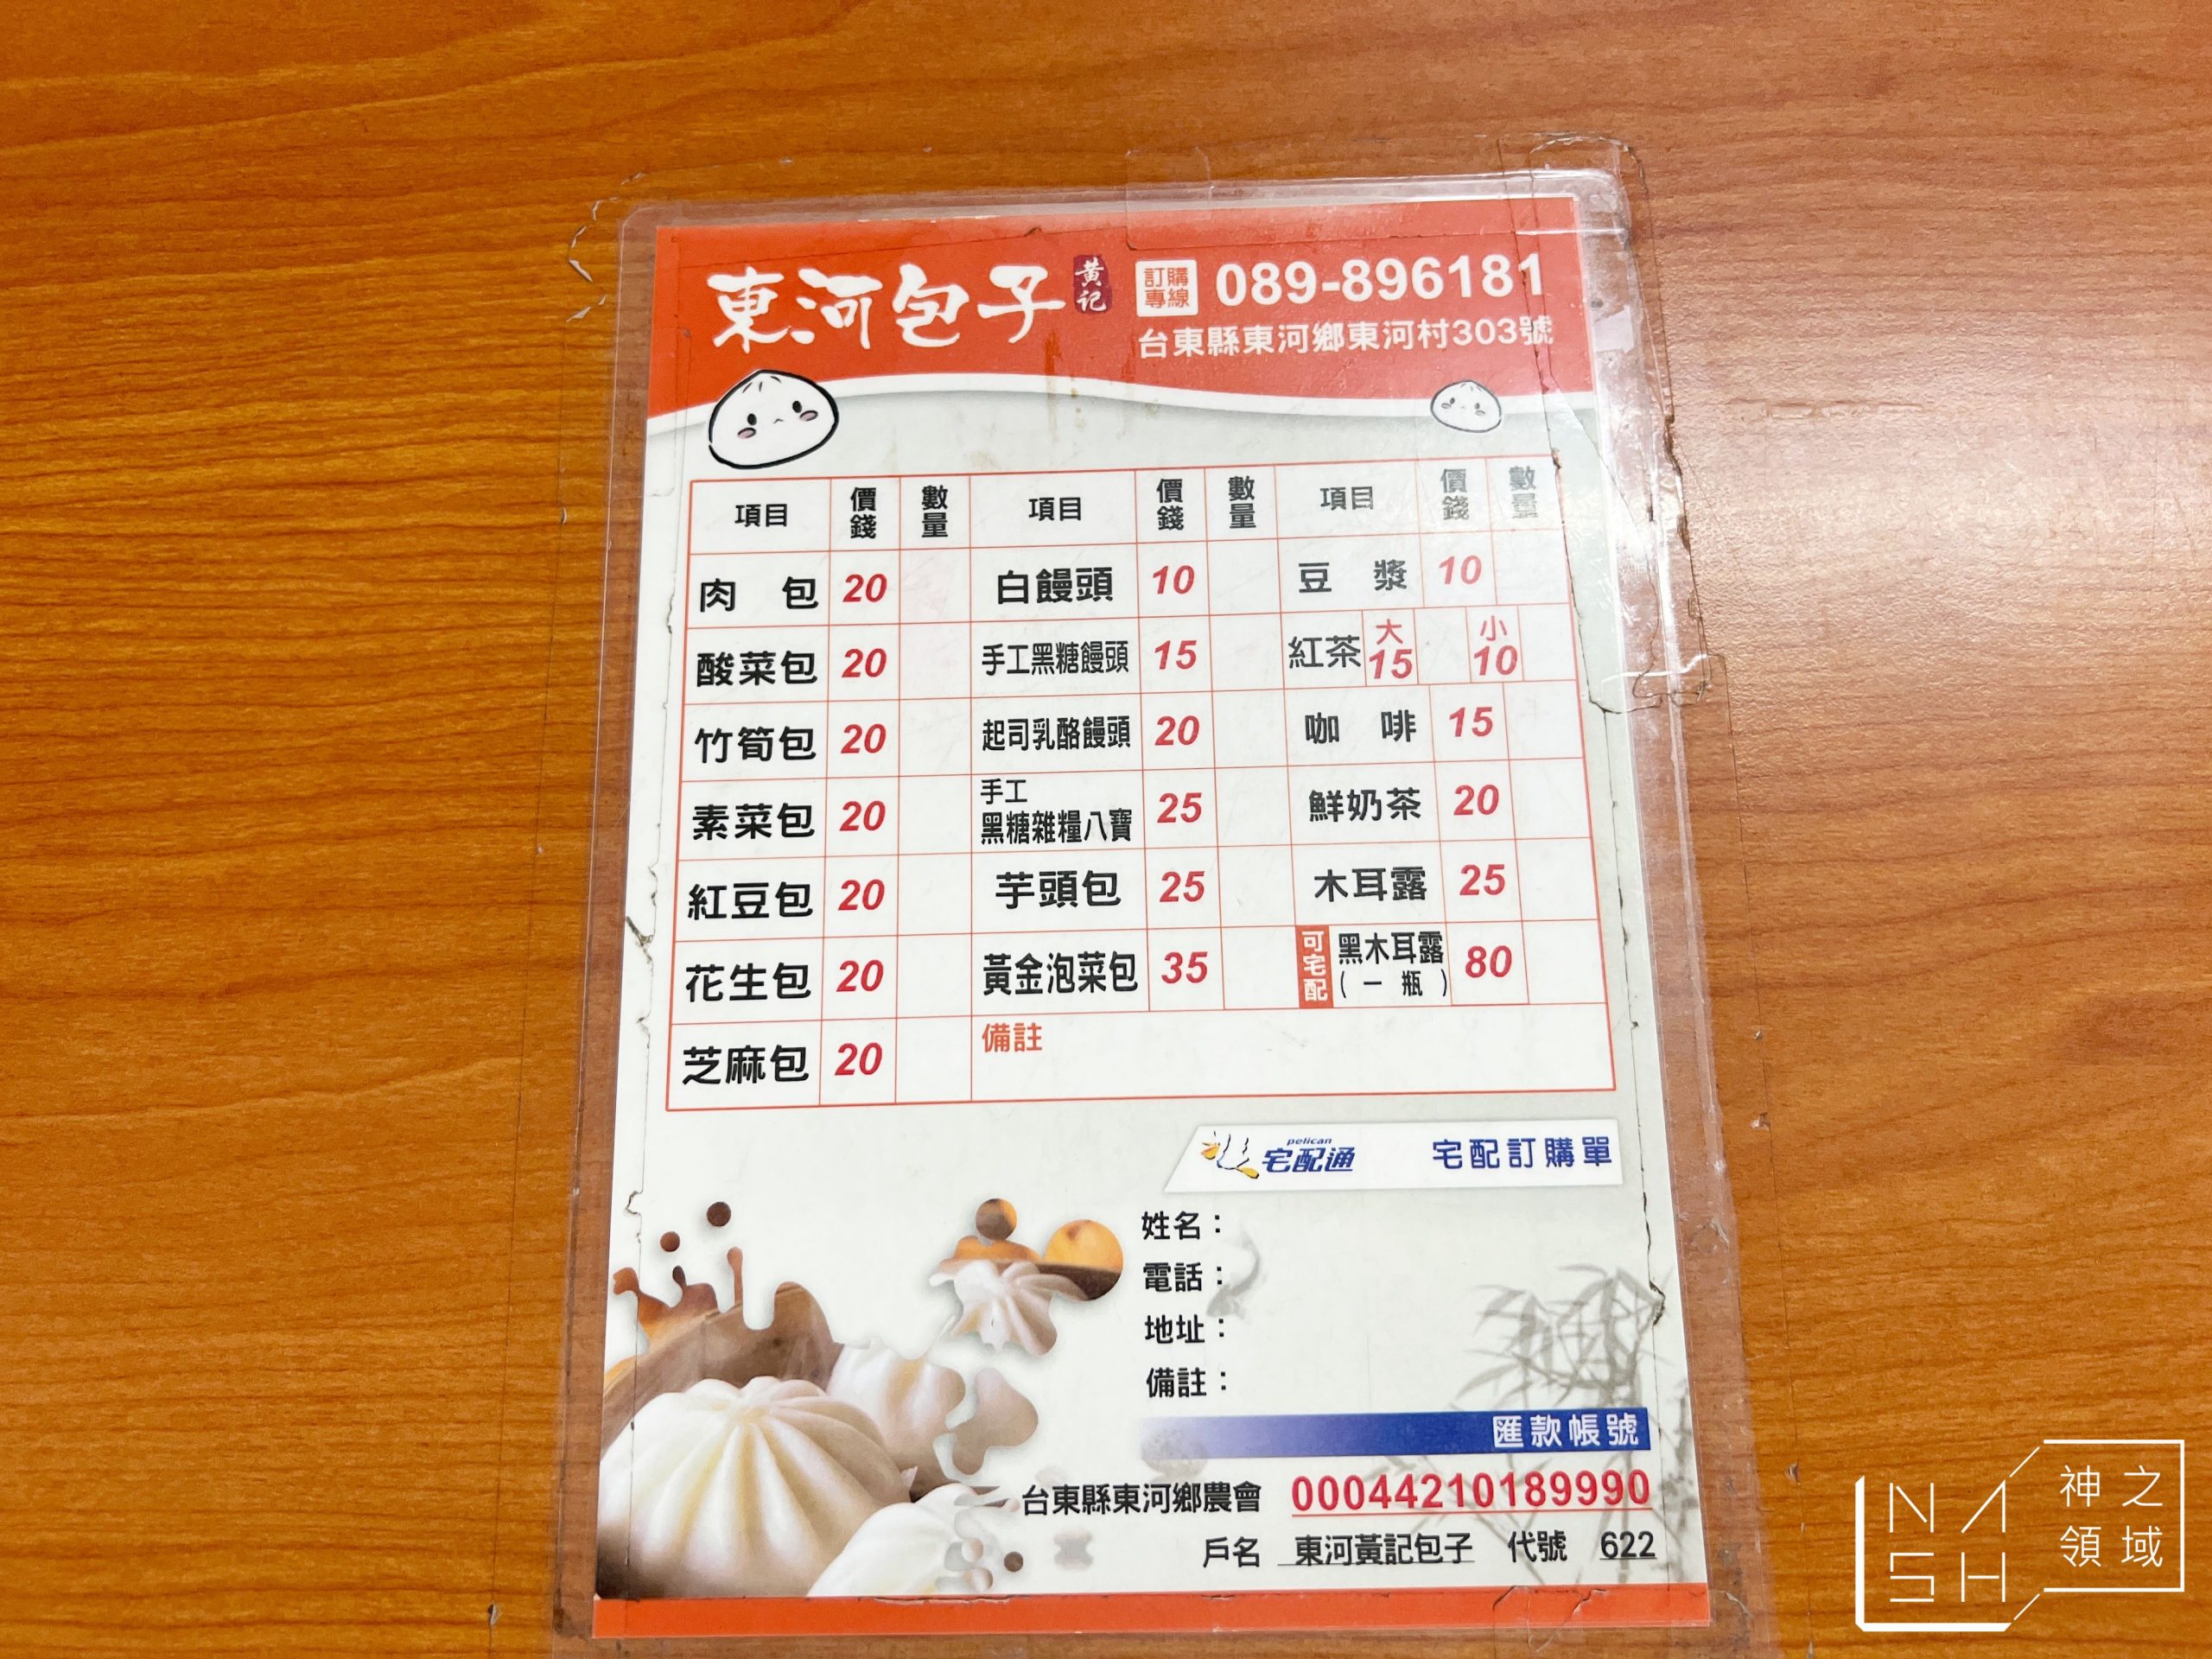 東河包子 黃记
訂購專線 089-896181
台東縣東河鄉東河村303號
項目 價錢 數量 項目 價錢 數量 項目 價錢 數量
肉 包 20 白饅頭 10 豆 漿 10
酸菜包 20 手工黑糖饅頭 15 紅茶 大15 小10
竹筍包 20 起司乳酪饅頭 20 咖 啡 15
素菜包 20 手工黑糖雜糧八寶 25 鮮奶茶 20
紅豆包 20 芋頭包 25 木耳露 25
花生包 20 黃金泡菜包 35 可宅配 黑木耳露(一瓶) 80
芝麻包 20 備註
pelican
宅配通 宅配訂購單
姓名：
電話：
地址：
備註：
匯款帳號
台東縣東河鄉農會 00044210189990
戶名 東河黃記包子 代號 622
NASH 神之領域